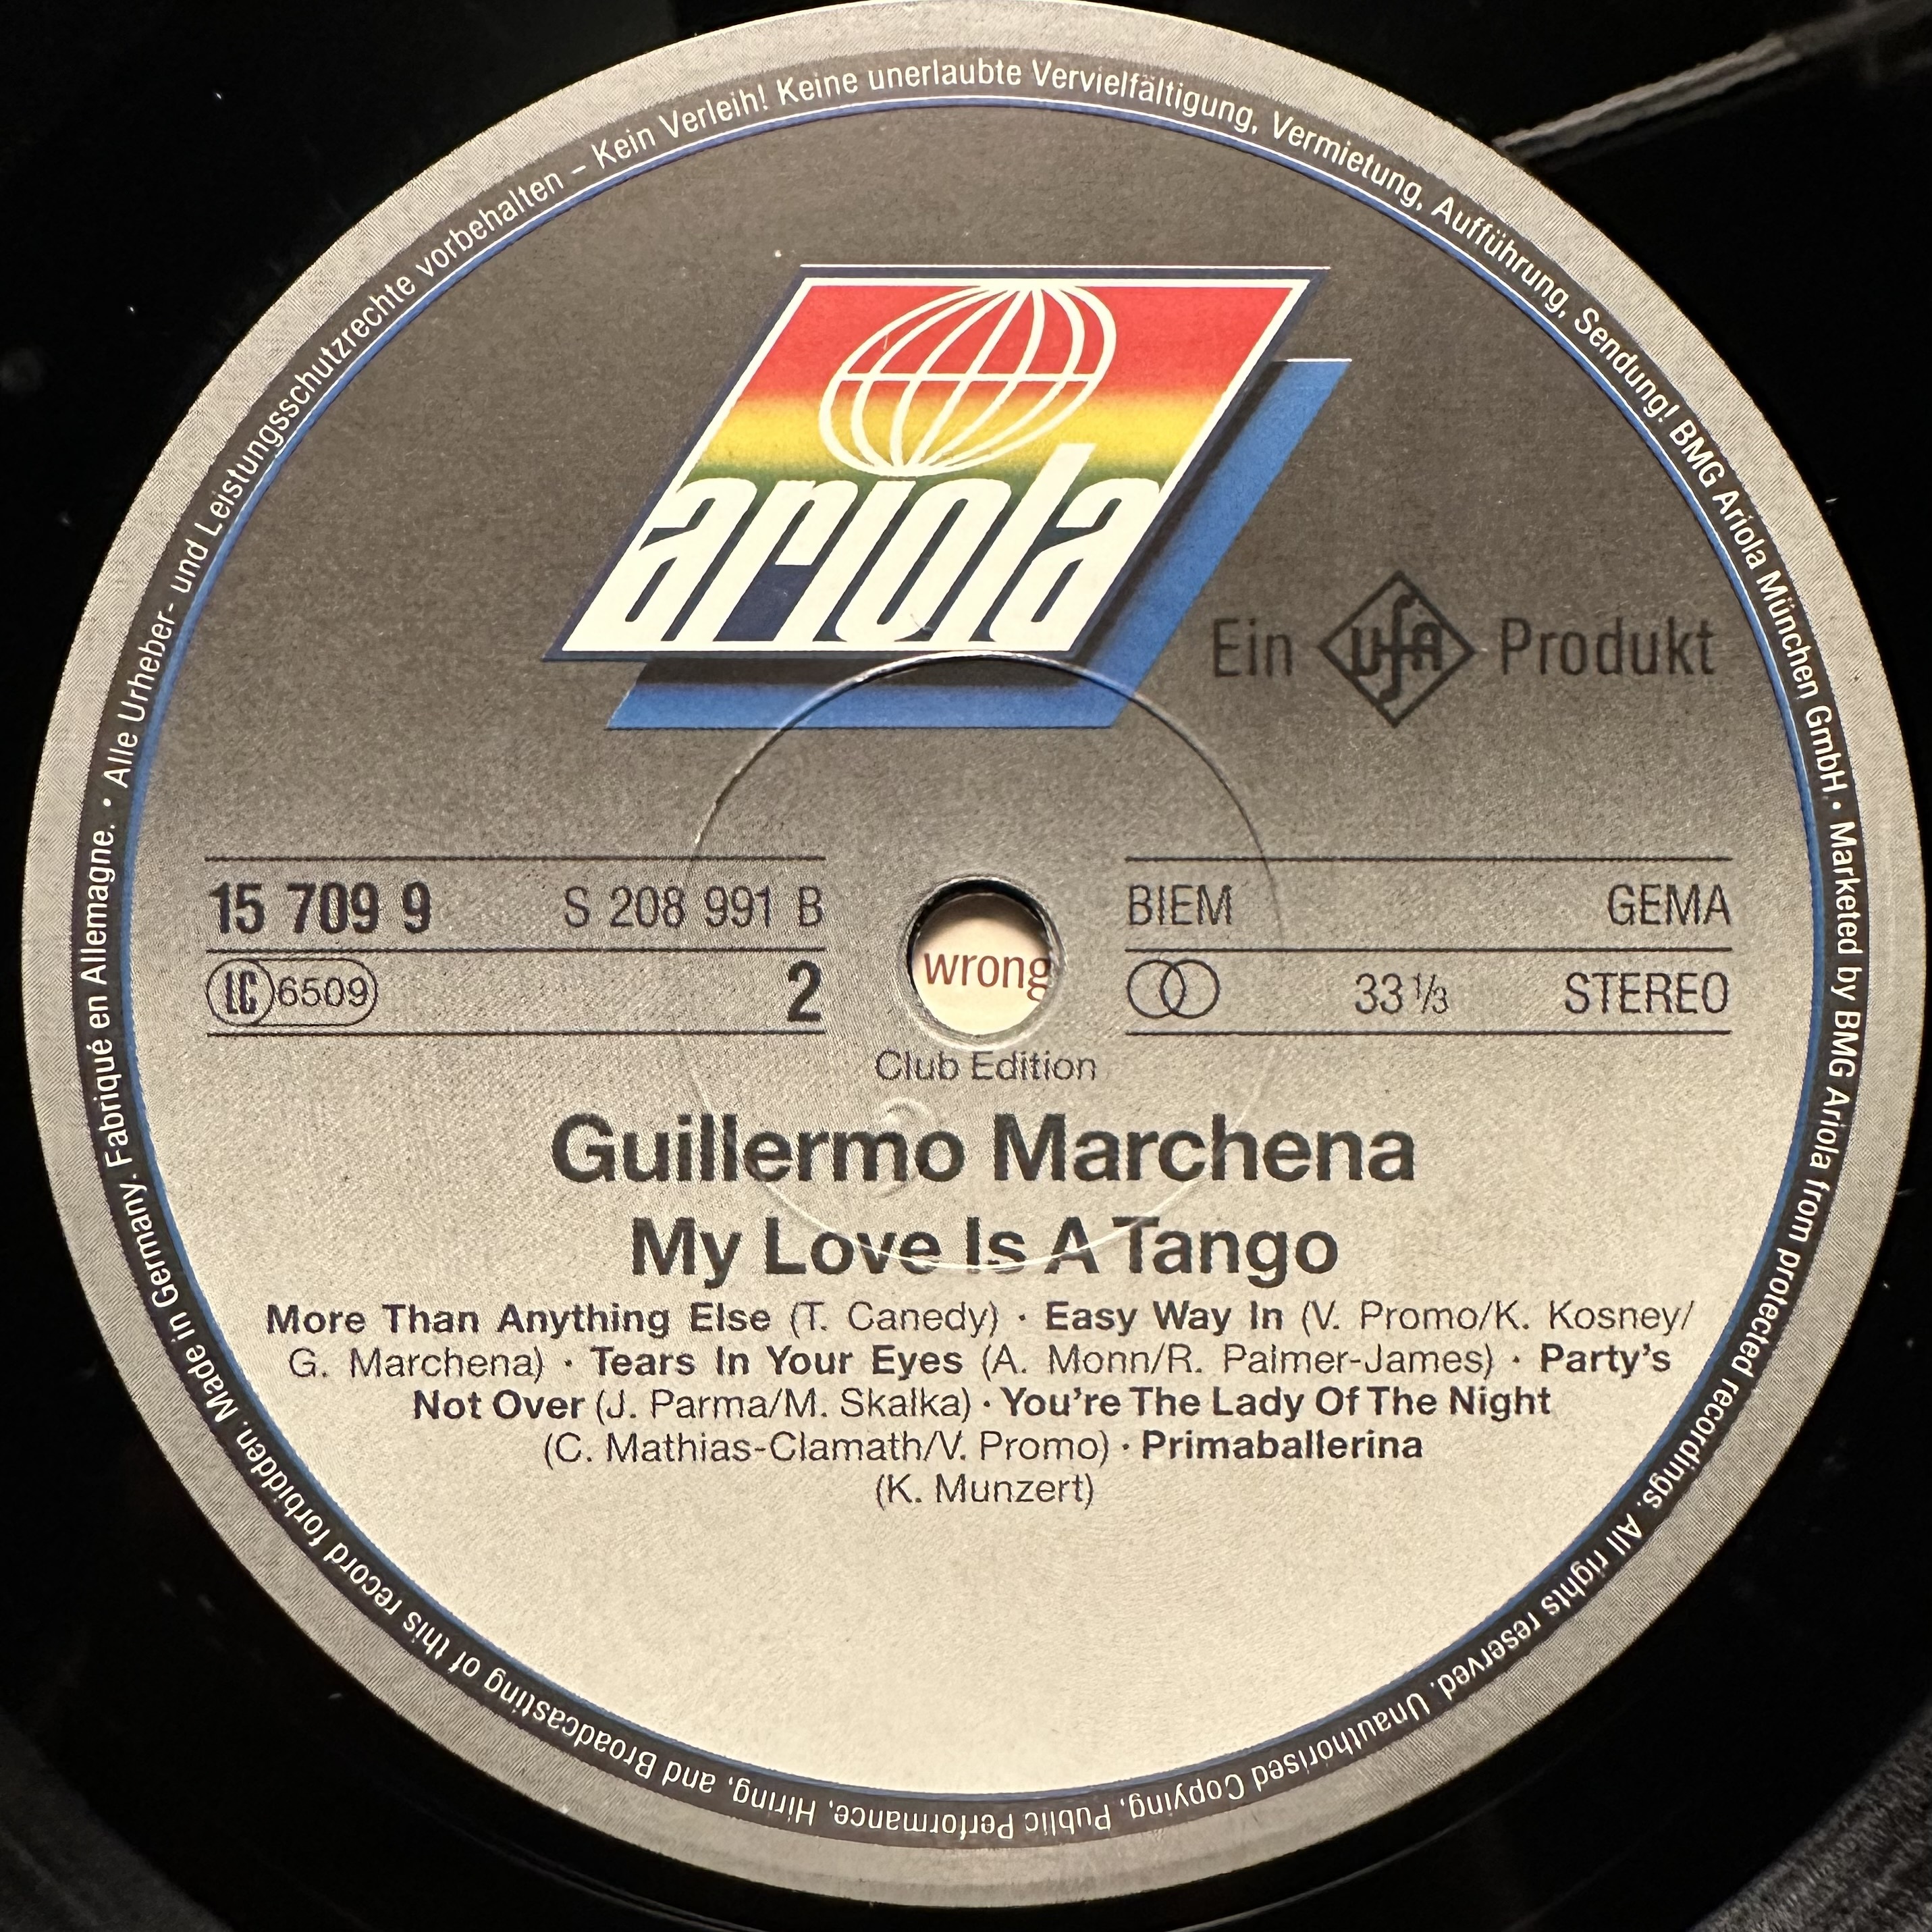 Alle Urheber- und Leistungsschutzrechte vorbehalten – Kein Verleih! Keine unerlaubte Vervielfältigung, Vermietung, Aufführung, Sendung! BMG Ariola München GmbH • Marketed by BMG Ariola from protected recordings. All rights reserved. Unauthorised Copying, Public Performance, Hiring, and Broadcasting of this record forbidden. Made in Germany. Fabriqué en Allemagne. •
ariola
Ein UfA Produkt
15 709 9 S 208 991 B
LC 6509 2
wrong
BIEM GEMA
33 1/3 STEREO
Club Edition
Guillermo Marchena
My Love Is A Tango
More Than Anything Else (T. Canedy) · Easy Way In (V. Promo/K. Kosney/
G. Marchena) · Tears In Your Eyes (A. Monn/R. Palmer-James) · Party's
Not Over (J. Parma/M. Skalka) · You're The Lady Of The Night
(C. Mathias-Clamath/V. Promo) · Primaballerina
(K. Munzert)